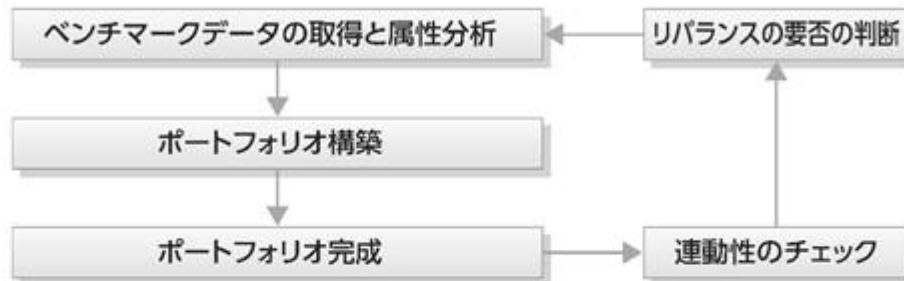 ベンチマークデータの取得と属性分析
リバランスの要否の判断
ポートフォリオ構築
ポートフォリオ完成
連動性のチェック